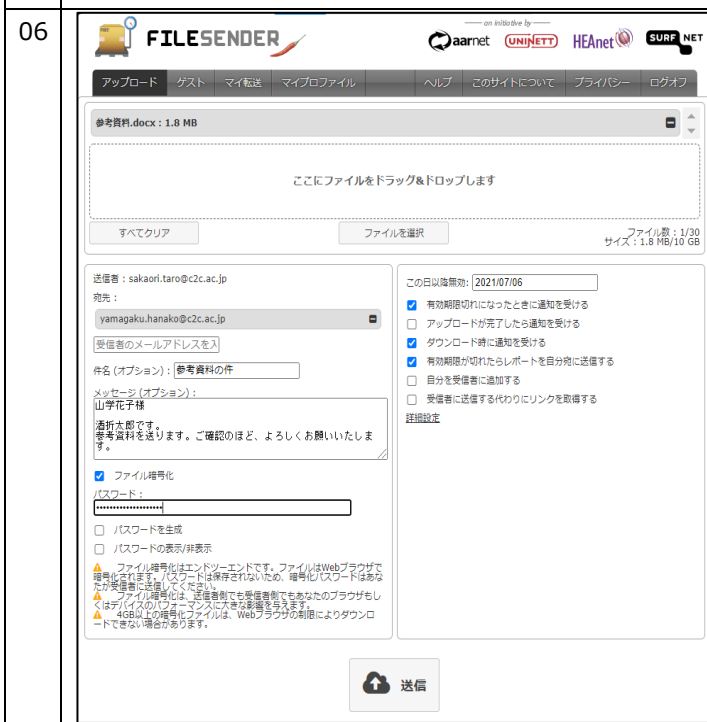 06
FILESENDER
an initiative by
aarnet UNINETT HEAnet SURF NET
アップロード ゲスト マイ転送 マイプロファイル ヘルプ このサイトについて プライバシー ログオフ
参考資料.docx : 1.8 MB
ここにファイルをドラッグ&ドロップします
すべてクリア ファイルを選択 ファイル数 : 1/30
サイズ : 1.8 MB/10 GB
送信者 : sakaori.taro@c2c.ac.jp
宛先 :
yamagaku.hanako@c2c.ac.jp
受信者のメールアドレスを入
件名 (オプション) : 参考資料の件
メッセージ (オプション) :
山学花子様
酒折太郎です。
参考資料を送ります。ご確認のほど、よろしくお願いいたしま
す。
ファイル暗号化
パスワード :
パスワードを生成
パスワードの表示/非表示
ファイル暗号化はエンドツーエンドです。ファイルはWebブラウザで
暗号化されます。パスワードは保存されないため、暗号化パスワードはあな
たが受信者に送信してください。
ファイル暗号化は、送信者側でも受信者側でもあなたのブラウザもし
くはデバイスのパフォーマンスに大きな影響を与えます。
4GB以上の暗号化ファイルは、Webブラウザの制限によりダウンロ
ードできない場合があります。
この日以降無効: 2021/07/06
有効期限切れになったときに通知を受ける
アップロードが完了したら通知を受ける
ダウンロード時に通知を受ける
有効期限が切れたらレポートを自分宛に送信する
自分を受信者に追加する
受信者に送信する代わりにリンクを取得する
詳細設定
送信